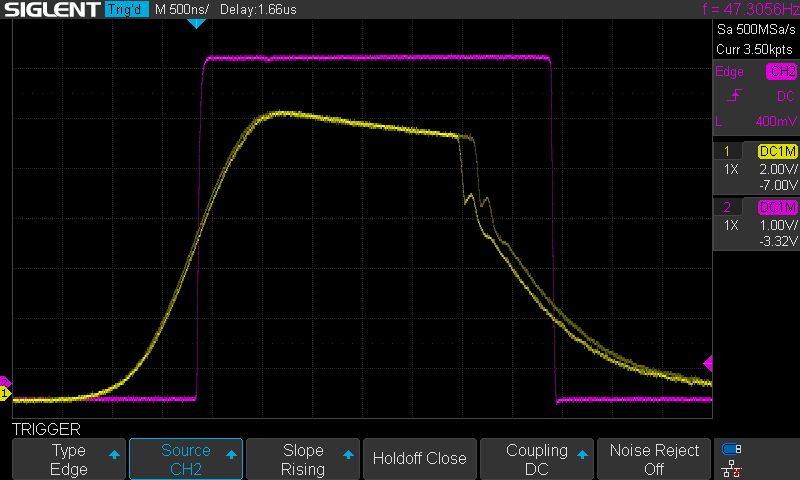 SIGLENT Trig'd M 500ns/ Delay:1.66us f = 47.3056Hz
Sa 500MSa/s
Curr 3.50kpts
Edge CH2
DC
L 400mV
1 DC1M
1X 2.00V/
-7.00V
2 DC1M
1X 1.00V/
-3.32V
2
1
TRIGGER
Type
Edge
Source
CH2
Slope
Rising
Holdoff Close
Coupling
DC
Noise Reject
Off